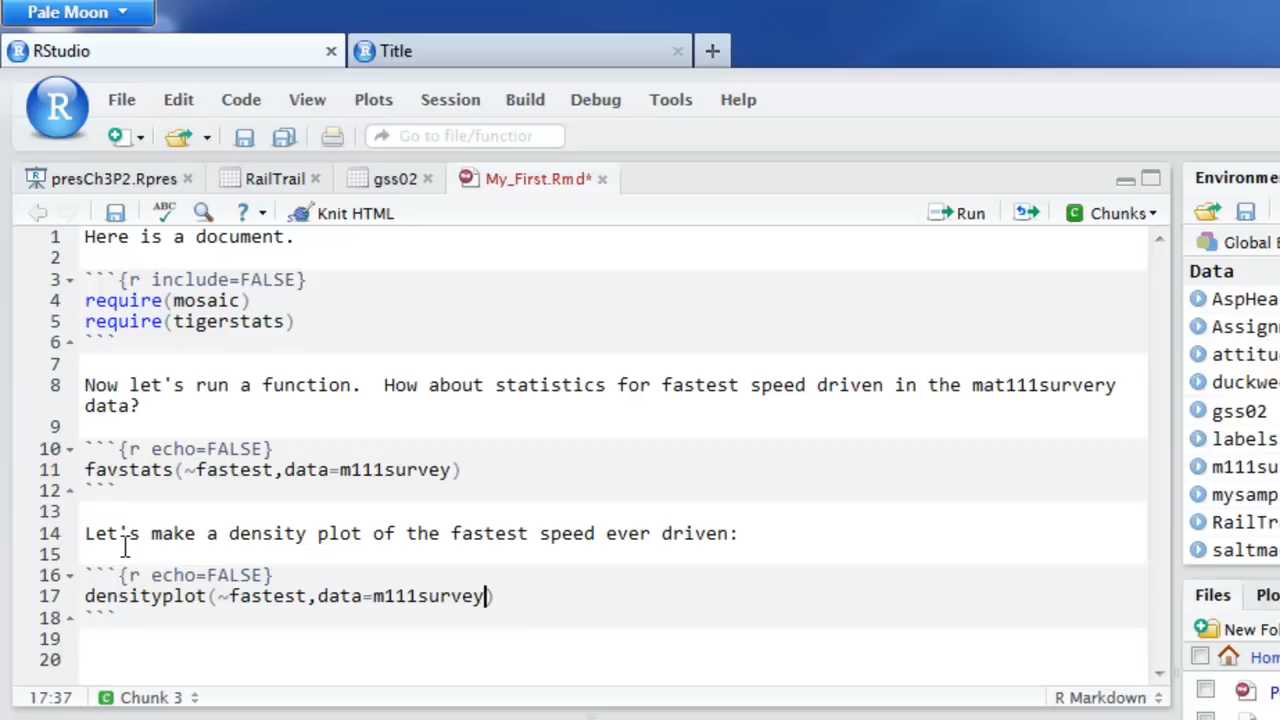 Pale Moon
RStudio
Title
File Edit Code View Plots Session Build Debug Tools Help
Go to file/function
presCh3P2.Rpres RailTrail gss02 My_First.Rmd*
ABC ? Knit HTML Run Chunks
1 Here is a document.
2
3 ```{r include=FALSE}
4 require(mosaic)
5 require(tigerstats)
6 ```
7
8 Now let's run a function.  How about statistics for fastest speed driven in the mat111survery
data?
9
10 ```{r echo=FALSE}
11 favstats(~fastest,data=m111survey)
12 ```
13
14 Let's make a density plot of the fastest speed ever driven:
15
16 ```{r echo=FALSE}
17 densityplot(~fastest,data=m111survey)
18 ```
19
20
17:37 C Chunk 3 R Markdown
Environme
Global E
Data
AspHea
Assignm
attitu
duckwe
gss02
labels
m111su
mysamp
RailTr
saltma
Files Plo
New Fol
Hom
P